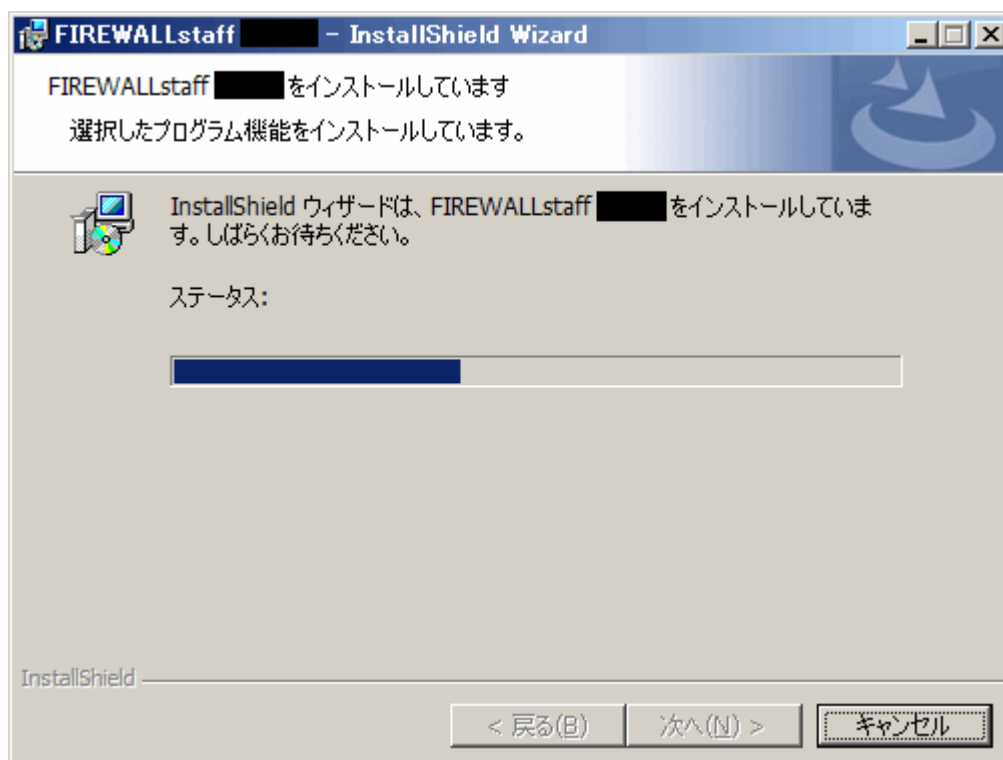 FIREWALLstaff - InstallShield Wizard
FIREWALLstaff をインストールしています
選択したプログラム機能をインストールしています。
InstallShield ウィザードは、FIREWALLstaff をインストールしていま
す。しばらくお待ちください。
ステータス:
InstallShield
< 戻る(B)
次へ(N) >
キャンセル